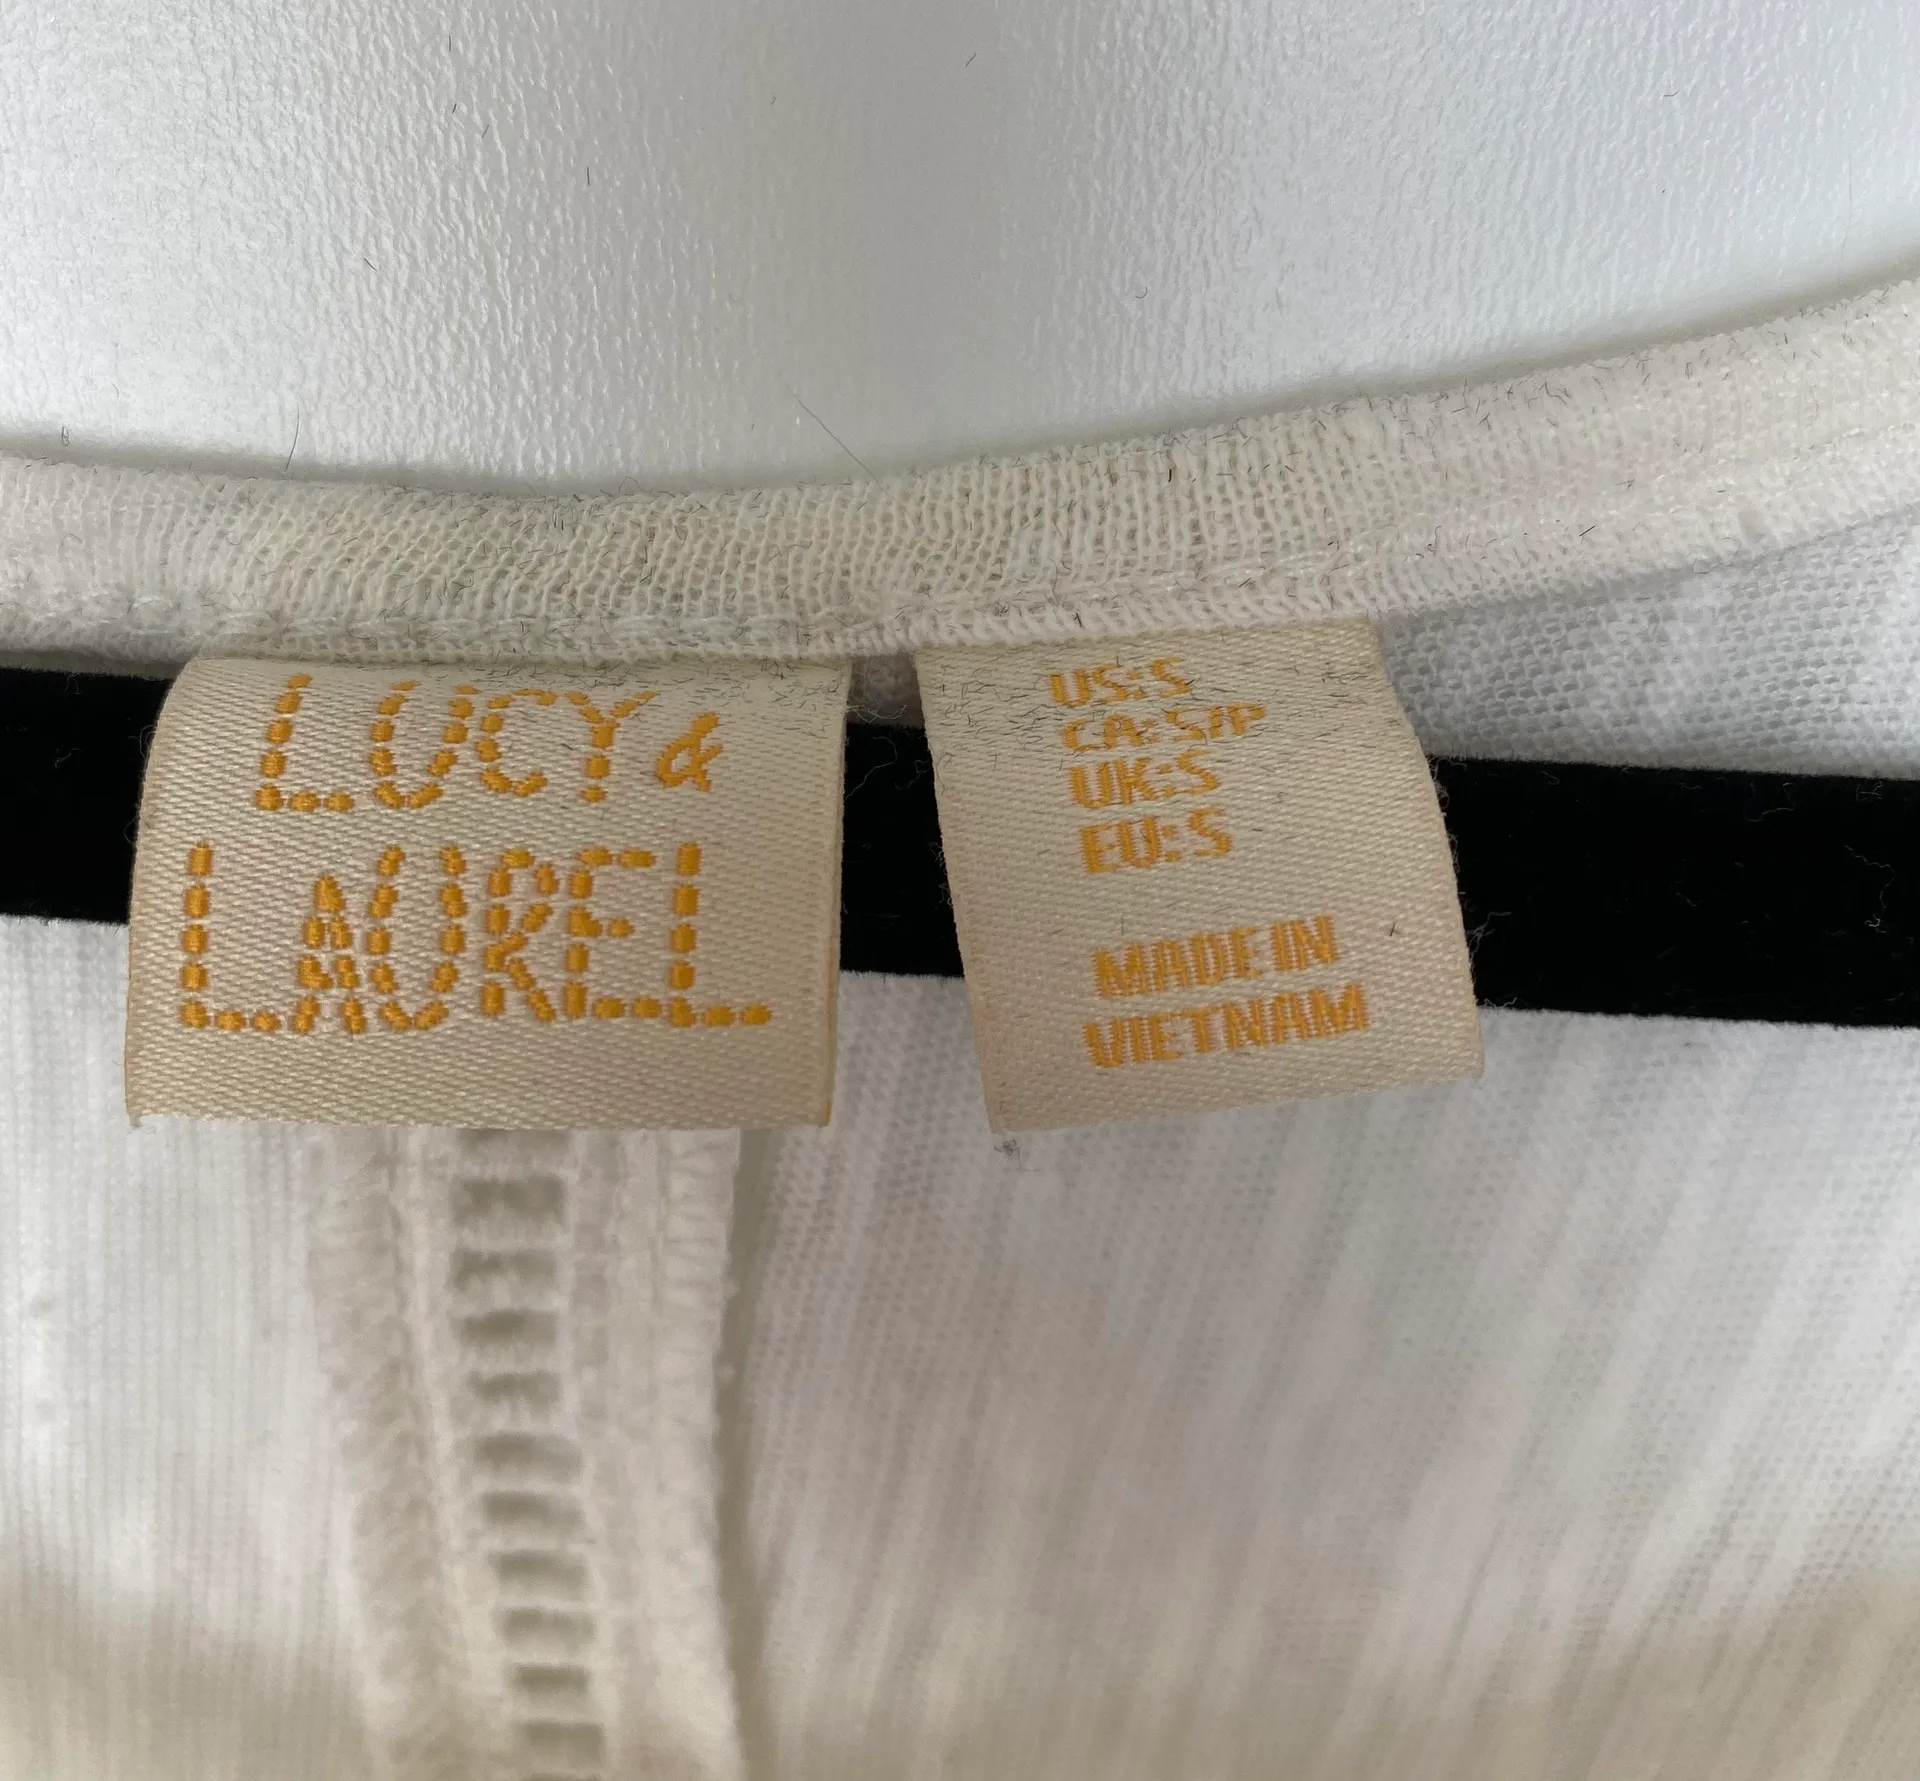 LUCY &
LAUREL
US:S
CA:S/P
UK:S
EU:S
MADE IN
VIETNAM